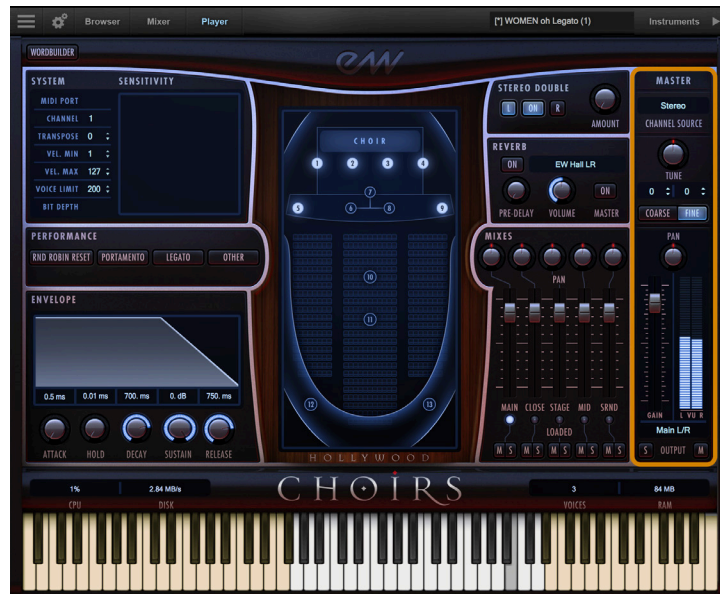 Browser Mixer Player [*] WOMEN oh Legato (1) Instruments
WORDBUILDER
EW
SYSTEM SENSITIVITY
MIDI PORT
CHANNEL 1
TRANSPOSE 0
VEL. MIN 1
VEL. MAX 127
VOICE LIMIT 200
BIT DEPTH
PERFORMANCE
RND ROBIN RESET PORTAMENTO LEGATO OTHER
ENVELOPE
0.5 ms 0.01 ms 700. ms 0. dB 750. ms
ATTACK HOLD DECAY SUSTAIN RELEASE
CHOIR
1 2 3 4
7
5 6 8 9
10
11
12 13
HOLLYWOOD
STEREO DOUBLE
L ON R
AMOUNT
REVERB
ON EW Hall LR
ON
PRE-DELAY VOLUME MASTER
MIXES
PAN
MAIN CLOSE STAGE MID SRND
LOADED
M S M S M S M S M S
MASTER
Stereo
CHANNEL SOURCE
TUNE
0 0
COARSE FINE
PAN
GAIN L VU R
Main L/R
S OUTPUT M
CHOIRS
1% 2.84 MB/s 3 84 MB
CPU DISK VOICES RAM